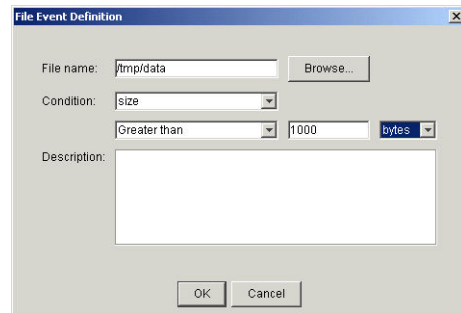 File Event Definition
File name: /tmp/data Browse...
Condition: size
Greater than 1000 bytes
Description:
OK Cancel